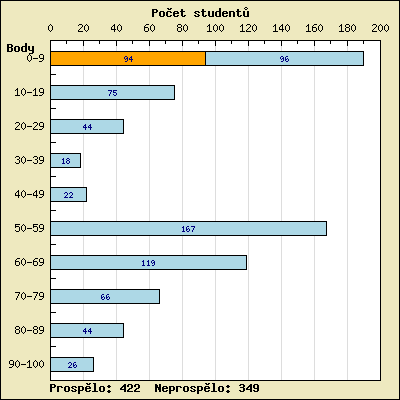 Počet studentů
0 20 40 60 80 100 120 140 160 180 200
Body
0-9 94 96
10-19 75
20-29 44
30-39 18
40-49 22
50-59 167
60-69 119
70-79 66
80-89 44
90-100 26
Prospělo: 422 Neprospělo: 349